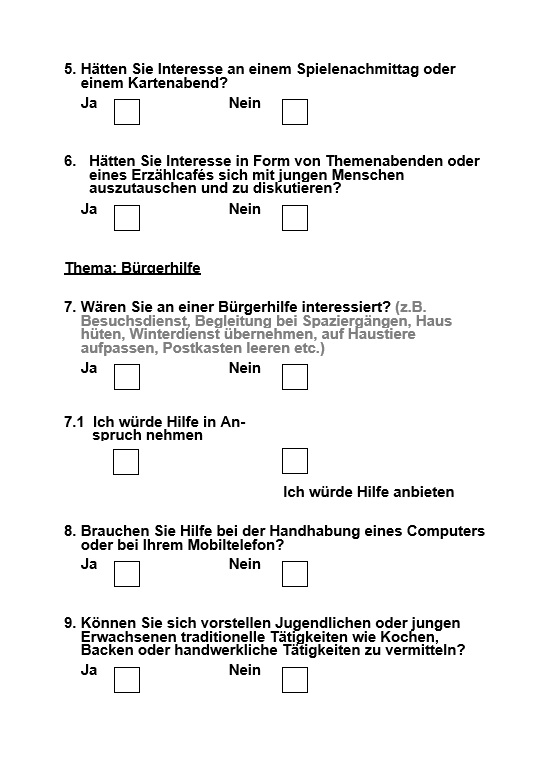 5. Hätten Sie Interesse an einem Spielenachmittag oder
einem Kartenabend?
Ja Nein
6. Hätten Sie Interesse in Form von Themenabenden oder
eines Erzählcafés sich mit jungen Menschen
auszutauschen und zu diskutieren?
Ja Nein
Thema: Bürgerhilfe
7. Wären Sie an einer Bürgerhilfe interessiert? (z.B.
Besuchsdienst, Begleitung bei Spaziergängen, Haus
hüten, Winterdienst übernehmen, auf Haustiere
aufpassen, Postkasten leeren etc.)
Ja Nein
7.1 Ich würde Hilfe in An-
spruch nehmen
Ich würde Hilfe anbieten
8. Brauchen Sie Hilfe bei der Handhabung eines Computers
oder bei Ihrem Mobiltelefon?
Ja Nein
9. Können Sie sich vorstellen Jugendlichen oder jungen
Erwachsenen traditionelle Tätigkeiten wie Kochen,
Backen oder handwerkliche Tätigkeiten zu vermitteln?
Ja Nein